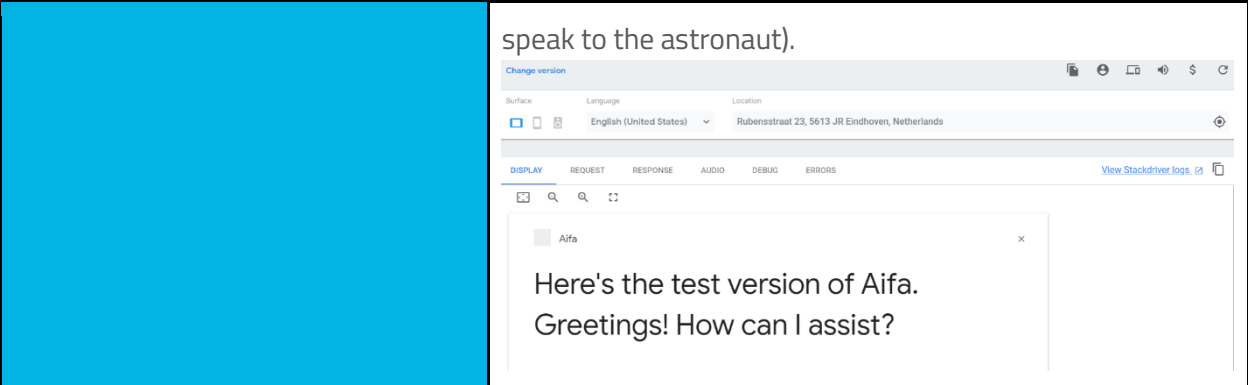 speak to the astronaut).
Change version
$
Surface Language Location
English (United States) Rubensstraat 23, 5613 JR Eindhoven, Netherlands
DISPLAY REQUEST RESPONSE AUDIO DEBUG ERRORS View Stackdriver logs
Aifa ×
Here's the test version of Aifa.
Greetings! How can I assist?